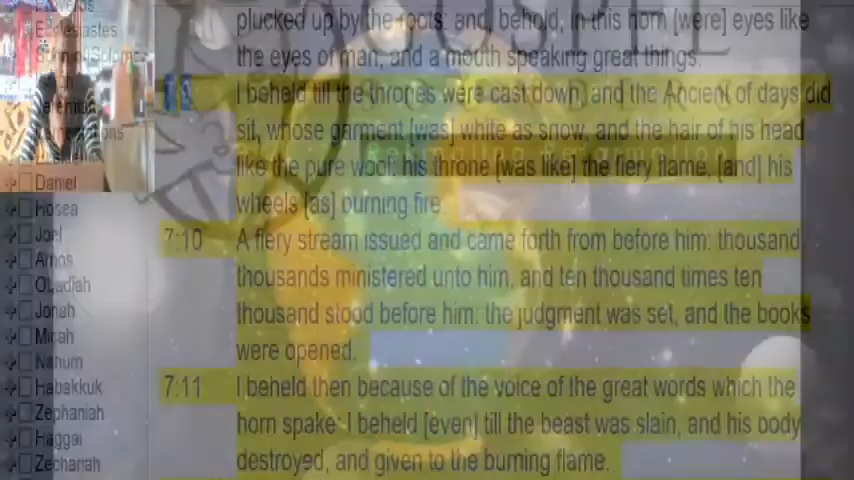 Ecclesiastes
Daniel
Hosea
Joel
Amos
Obadiah
Jonah
Micah
Nahum
Habakkuk
Zephaniah
Haggai
Zechariah
plucked up by the roots: and, behold, in this horn [were] eyes like
the eyes of man, and a mouth speaking great things.
I beheld till the thrones were cast down, and the Ancient of days did
sit, whose garment [was] white as snow, and the hair of his head
like the pure wool: his throne [was like] the fiery flame, [and] his
wheels [as] burning fire
7:10 A fiery stream issued and came forth from before him: thousand
thousands ministered unto him, and ten thousand times ten
thousand stood before him: the judgment was set, and the books
were opened.
7:11 I beheld then because of the voice of the great words which the
horn spake: I beheld [even] till the beast was slain, and his body
destroyed, and given to the burning flame.